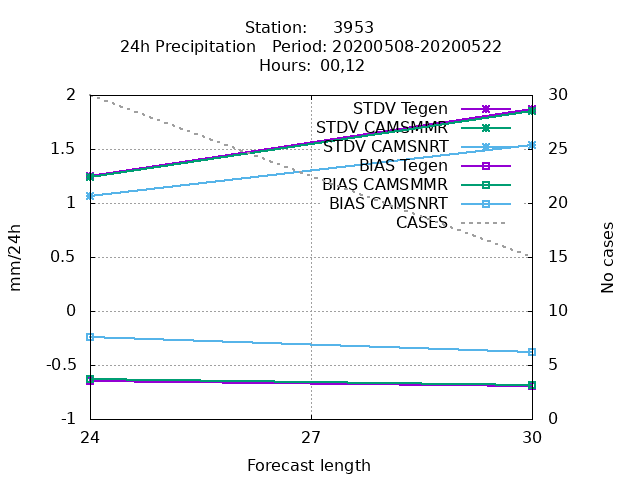 Station: 3953
24h Precipitation Period: 20200508-20200522
Hours: 00,12
2
1.5
1
0.5
0
-0.5
-1
mm/24h
STDV Tegen
STDV CAMSMMR
STDV CAMSNRT
BIAS Tegen
BIAS CAMSMMR
BIAS CAMSNRT
CASES
30
25
20
15
10
5
0
No cases
24
27
30
Forecast length